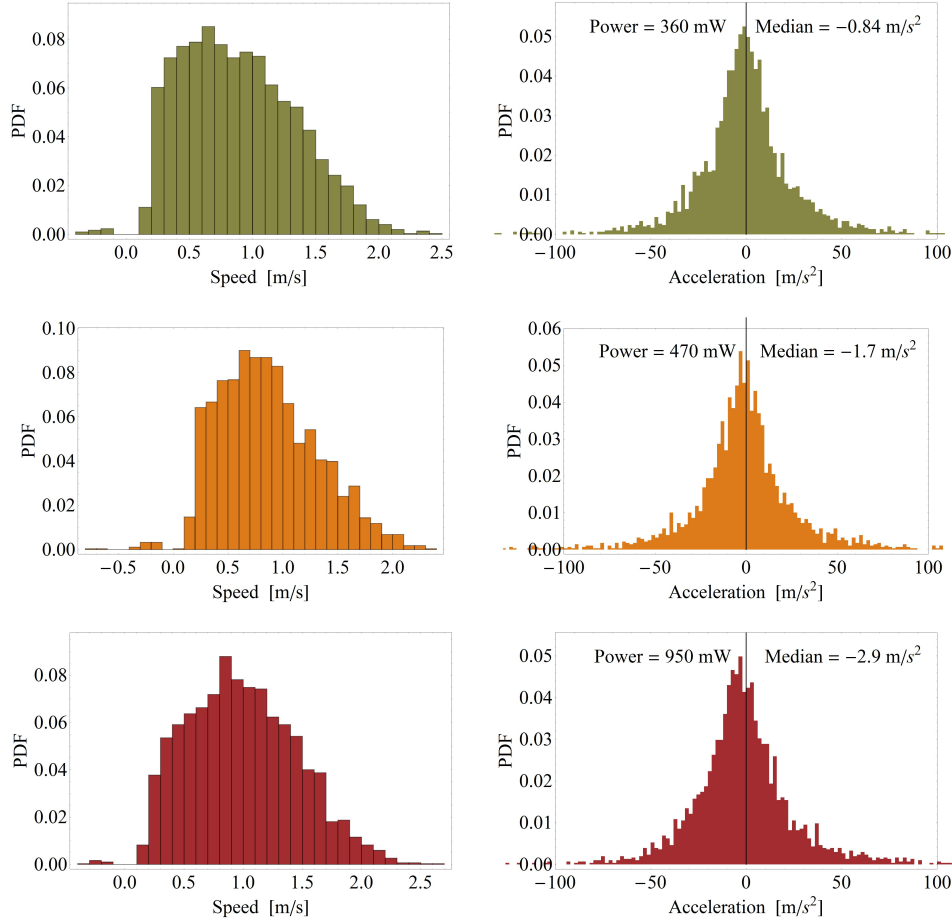 0.08
0.06
0.04
0.02
0.00
PDF
0.0 0.5 1.0 1.5 2.0 2.5
Speed [m/s]
Power = 360 mW Median = −0.84 m/s²
0.05
0.04
0.03
0.02
0.01
0.00
PDF
−100 −50 0 50 100
Acceleration [m/s²]
0.10
0.08
0.06
0.04
0.02
0.00
PDF
−0.5 0.0 0.5 1.0 1.5 2.0
Speed [m/s]
Power = 470 mW Median = −1.7 m/s²
0.06
0.05
0.04
0.03
0.02
0.01
0.00
PDF
−100 −50 0 50 100
Acceleration [m/s²]
0.08
0.06
0.04
0.02
0.00
PDF
0.0 0.5 1.0 1.5 2.0 2.5
Speed [m/s]
Power = 950 mW Median = −2.9 m/s²
0.05
0.04
0.03
0.02
0.01
0.00
PDF
−100 −50 0 50 100
Acceleration [m/s²]